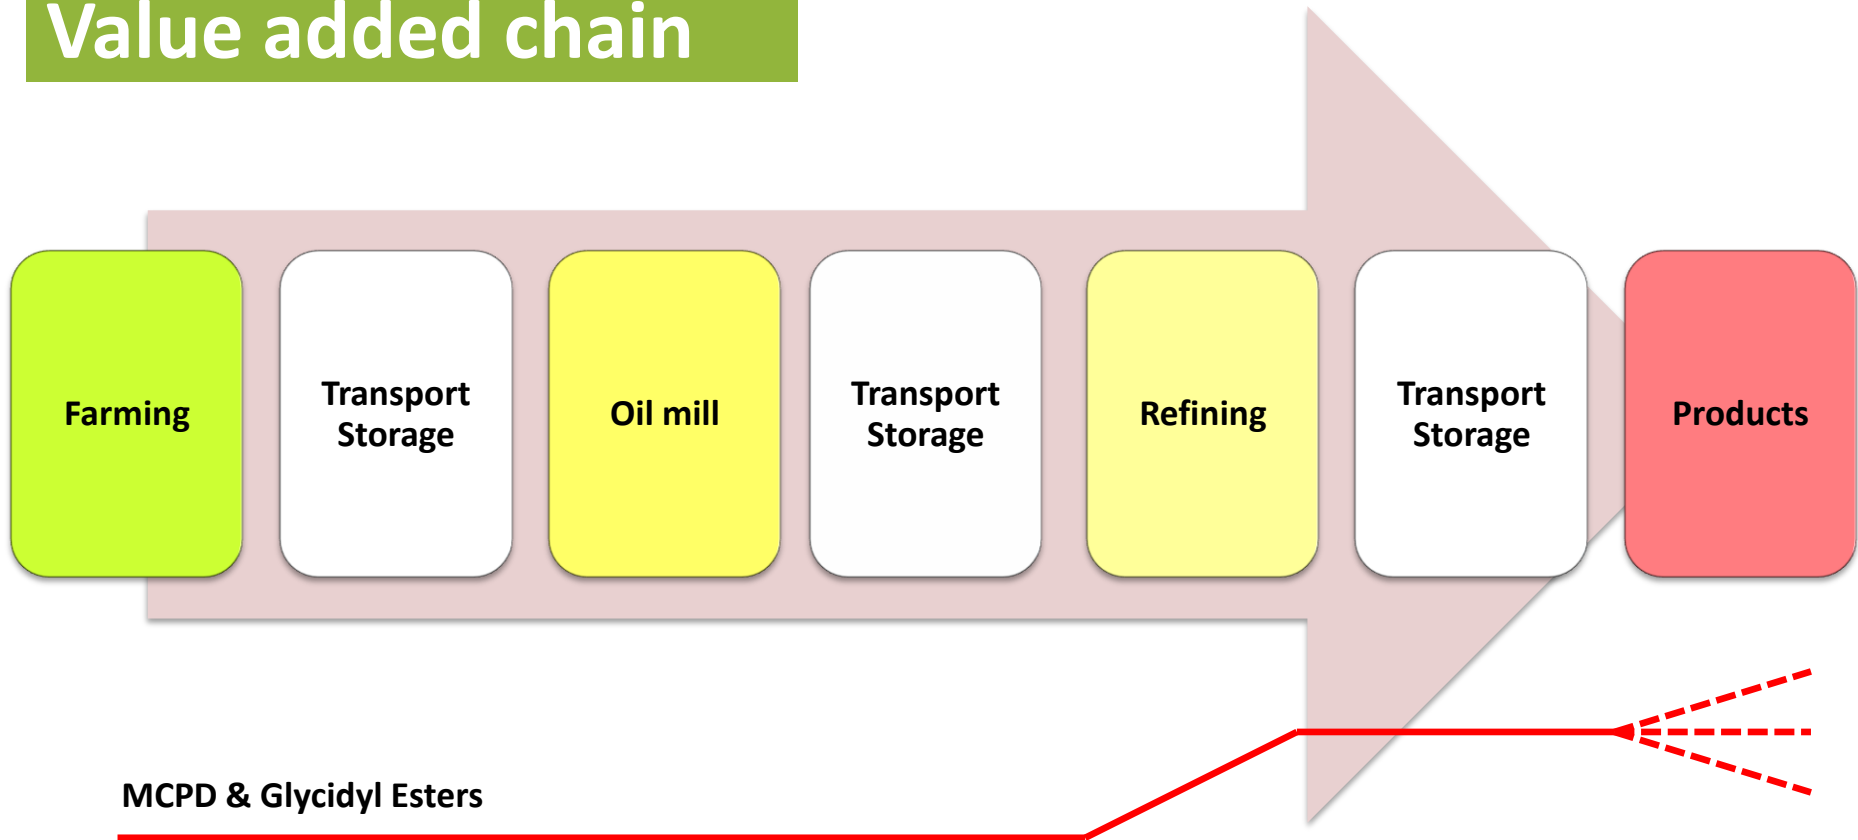 Value added chain
Farming
Transport
Storage
Oil mill
Transport
Storage
Refining
Transport
Storage
Products
MCPD & Glycidyl Esters